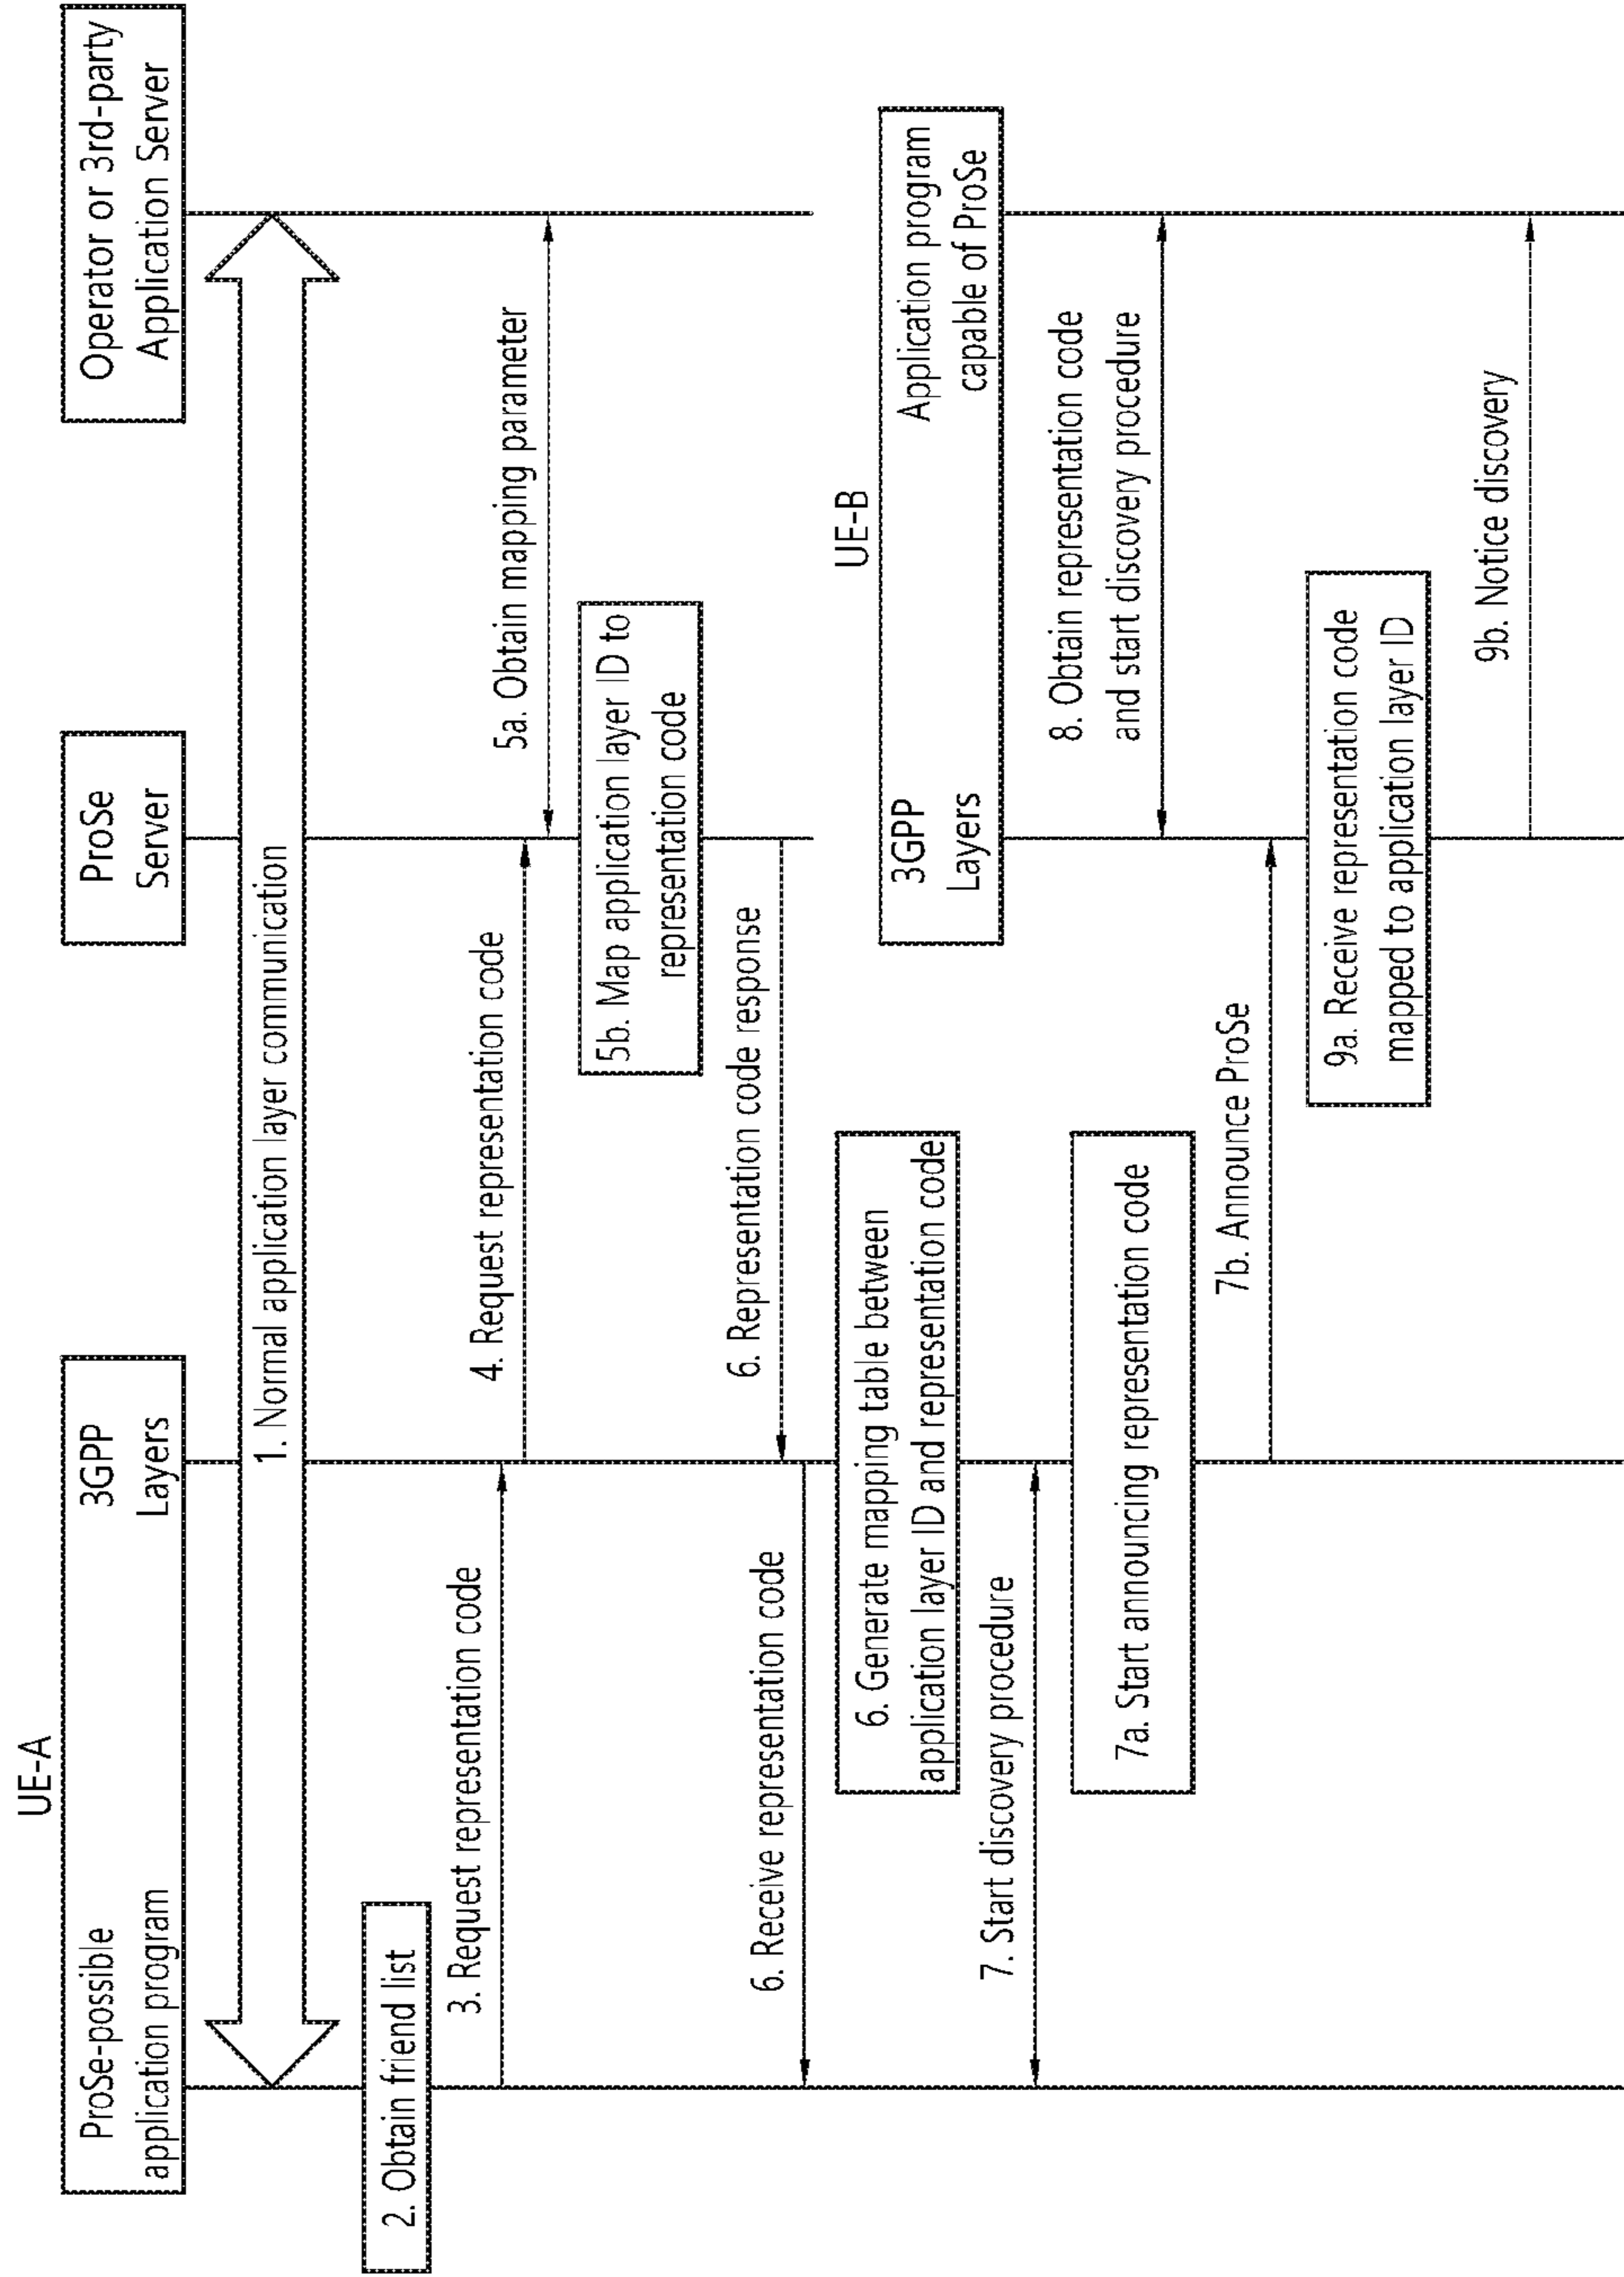 UE-A
ProSe-possible
application program
3GPP
Layers
ProSe
Server
Operator or 3rd-party
Application Server
1. Normal application layer communication
2. Obtain friend list
3. Request representation code
4. Request representation code
5a. Obtain mapping parameter
5b. Map application layer ID to
representation code
6. Representation code response
6. Receive representation code
6. Generate mapping table between
application layer ID and representation code
UE-B
3GPP
Layers
Application program
capable of ProSe
7. Start discovery procedure
7a. Start announcing representation code
8. Obtain representation code
and start discovery procedure
7b. Announce ProSe
9a. Receive representation code
mapped to application layer ID
9b. Notice discovery